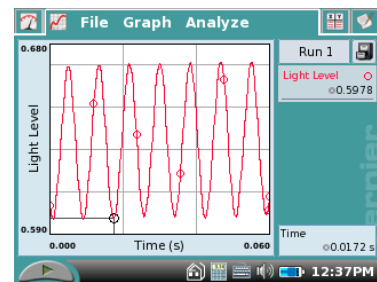 File Graph Analyze
0.680
Light Level
0.590
0.000
Time (s)
0.060
Run 1
Light Level
0.5978
Time
0.0172 s
12:37PM